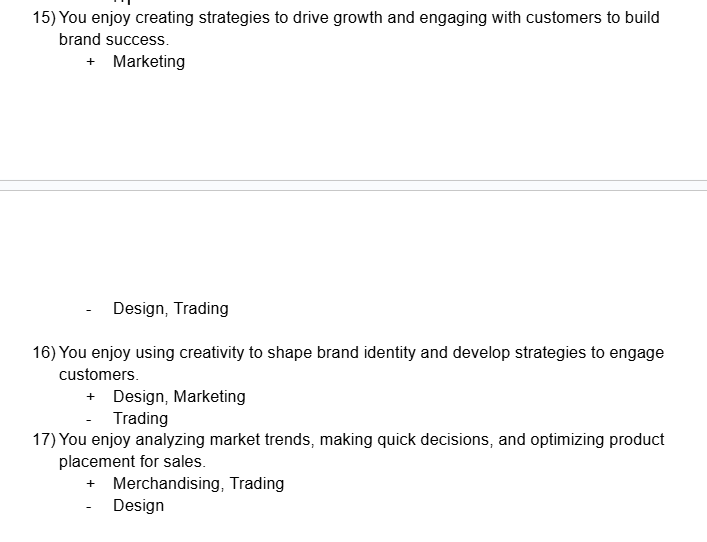 15) You enjoy creating strategies to drive growth and engaging with customers to build
brand success.
+ Marketing
- Design, Trading
16) You enjoy using creativity to shape brand identity and develop strategies to engage
customers.
+ Design, Marketing
- Trading
17) You enjoy analyzing market trends, making quick decisions, and optimizing product
placement for sales.
+ Merchandising, Trading
- Design